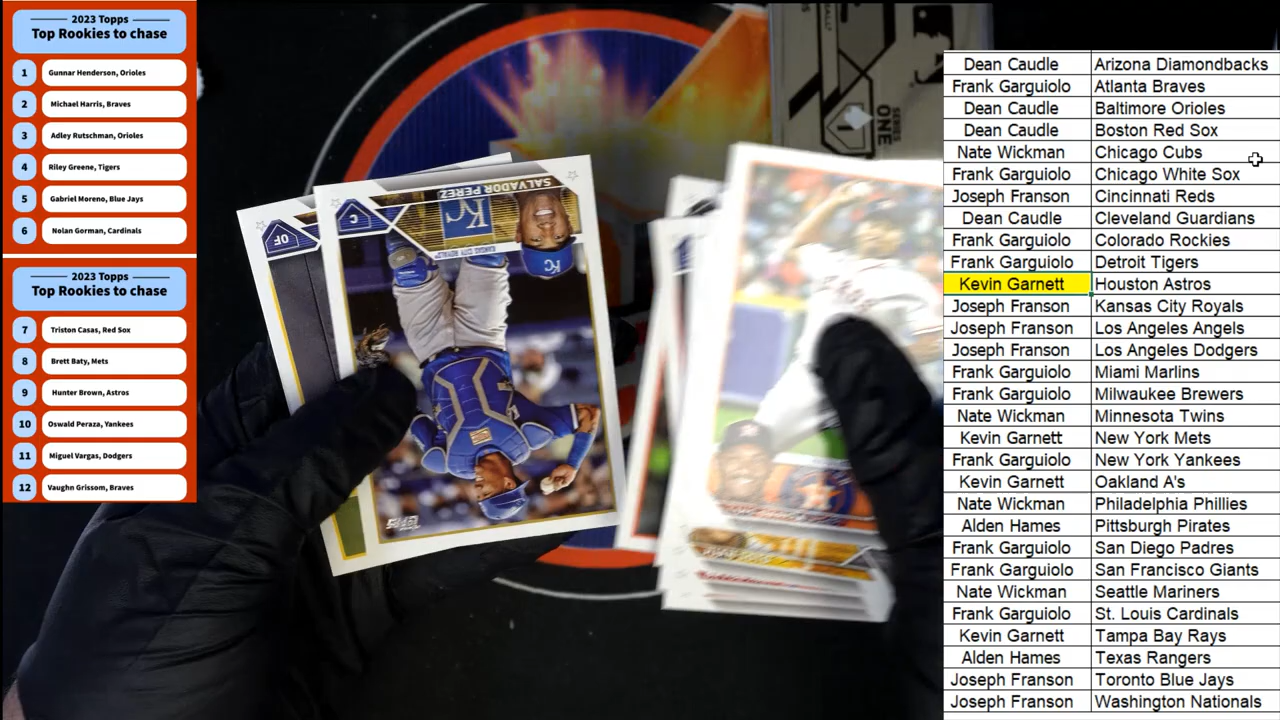 2023 Topps
Top Rookies to chase
1 Gunnar Henderson, Orioles
2 Michael Harris, Braves
3 Adley Rutschman, Orioles
4 Riley Greene, Tigers
5 Gabriel Moreno, Blue Jays
6 Nolan Gorman, Cardinals
2023 Topps
Top Rookies to chase
7 Triston Casas, Red Sox
8 Brett Baty, Mets
9 Hunter Brown, Astros
10 Oswald Peraza, Yankees
11 Miguel Vargas, Dodgers
12 Vaughn Grissom, Braves
SERIES
ONE
OF
C
SALVADOR PEREZ
KC
KANSAS CITY ROYALS
KC
TOPPS
Dean Caudle Arizona Diamondbacks
Frank Garguiolo Atlanta Braves
Dean Caudle Baltimore Orioles
Dean Caudle Boston Red Sox
Nate Wickman Chicago Cubs
Frank Garguiolo Chicago White Sox
Joseph Franson Cincinnati Reds
Dean Caudle Cleveland Guardians
Frank Garguiolo Colorado Rockies
Frank Garguiolo Detroit Tigers
Kevin Garnett Houston Astros
Joseph Franson Kansas City Royals
Joseph Franson Los Angeles Angels
Joseph Franson Los Angeles Dodgers
Frank Garguiolo Miami Marlins
Frank Garguiolo Milwaukee Brewers
Nate Wickman Minnesota Twins
Kevin Garnett New York Mets
Frank Garguiolo New York Yankees
Kevin Garnett Oakland A's
Nate Wickman Philadelphia Phillies
Alden Hames Pittsburgh Pirates
Frank Garguiolo San Diego Padres
Frank Garguiolo San Francisco Giants
Nate Wickman Seattle Mariners
Frank Garguiolo St. Louis Cardinals
Kevin Garnett Tampa Bay Rays
Alden Hames Texas Rangers
Joseph Franson Toronto Blue Jays
Joseph Franson Washington Nationals